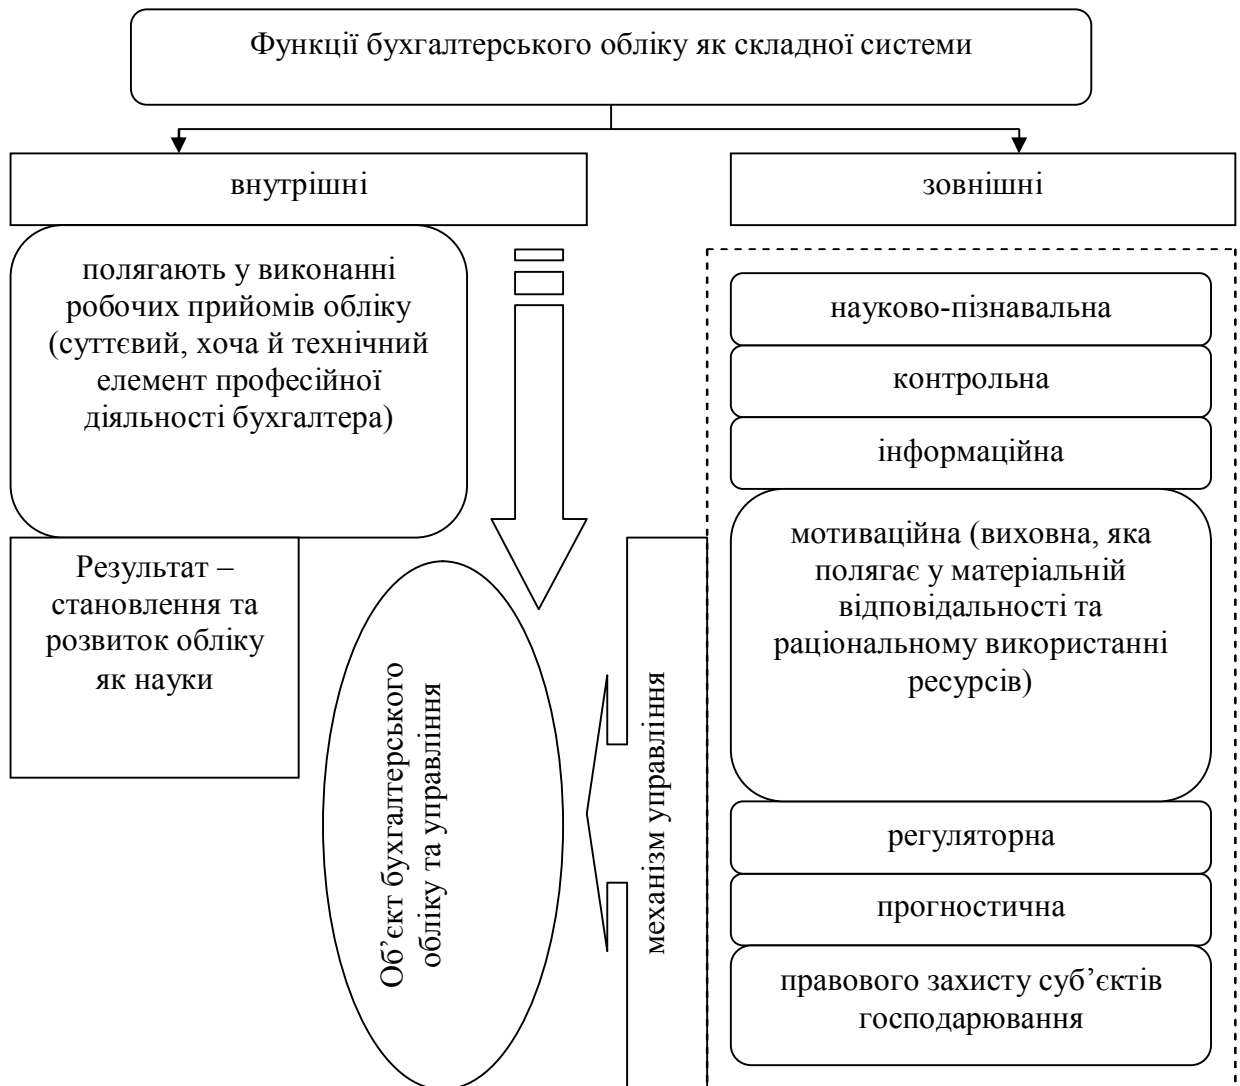 Функції бухгалтерського обліку як складної системи
внутрішні
зовнішні
полягають у виконанні
робочих прийомів обліку
(суттєвий, хоча й технічний
елемент професійної
діяльності бухгалтера)
Результат –
становлення та
розвиток обліку
як науки
Об’єкт бухгалтерського
обліку та управління
механізм управління
науково-пізнавальна
контрольна
інформаційна
мотиваційна (виховна, яка
полягає у матеріальній
відповідальності та
раціональному використанні
ресурсів)
регуляторна
прогностична
правового захисту суб’єктів
господарювання